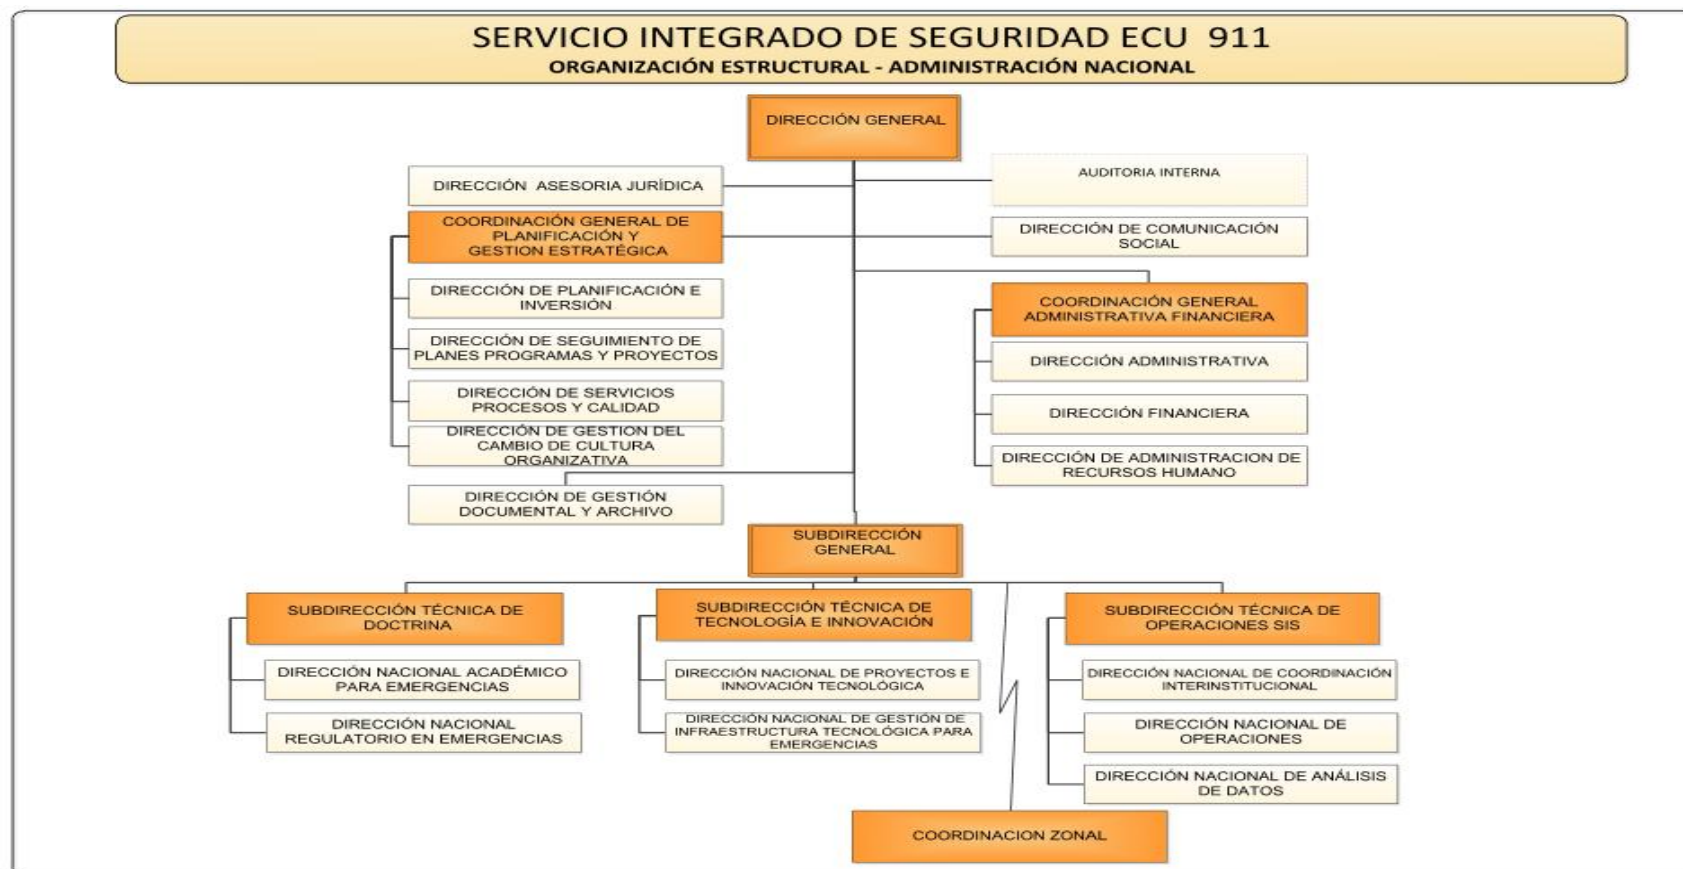 SERVICIO INTEGRADO DE SEGURIDAD ECU 911
ORGANIZACIÓN ESTRUCTURAL - ADMINISTRACIÓN NACIONAL
DIRECCIÓN GENERAL
DIRECCIÓN ASESORIA JURÍDICA
AUDITORIA INTERNA
COORDINACIÓN GENERAL DE
PLANIFICACIÓN Y
GESTION ESTRATÉGICA
DIRECCIÓN DE COMUNICACIÓN
SOCIAL
DIRECCIÓN DE PLANIFICACIÓN E
INVERSIÓN
DIRECCIÓN DE SEGUIMIENTO DE
PLANES PROGRAMAS Y PROYECTOS
DIRECCIÓN DE SERVICIOS
PROCESOS Y CALIDAD
DIRECCIÓN DE GESTION DEL
CAMBIO DE CULTURA
ORGANIZATIVA
COORDINACIÓN GENERAL
ADMINISTRATIVA FINANCIERA
DIRECCIÓN ADMINISTRATIVA
DIRECCIÓN FINANCIERA
DIRECCIÓN DE ADMINISTRACION DE
RECURSOS HUMANO
DIRECCIÓN DE GESTIÓN
DOCUMENTAL Y ARCHIVO
SUBDIRECCIÓN
GENERAL
SUBDIRECCIÓN TÉCNICA DE
DOCTRINA
DIRECCIÓN NACIONAL ACADÉMICO
PARA EMERGENCIAS
DIRECCIÓN NACIONAL
REGULATORIO EN EMERGENCIAS
SUBDIRECCIÓN TÉCNICA DE
TECNOLOGÍA E INNOVACIÓN
DIRECCIÓN NACIONAL DE PROYECTOS E
INNOVACIÓN TECNOLÓGICA
DIRECCIÓN NACIONAL DE GESTIÓN DE
INFRAESTRUCTURA TECNOLÓGICA PARA
EMERGENCIAS
SUBDIRECCIÓN TÉCNICA DE
OPERACIONES SIS
DIRECCIÓN NACIONAL DE COORDINACIÓN
INTERINSTITUCIONAL
DIRECCIÓN NACIONAL DE
OPERACIONES
DIRECCIÓN NACIONAL DE ANÁLISIS
DE DATOS
COORDINACION ZONAL